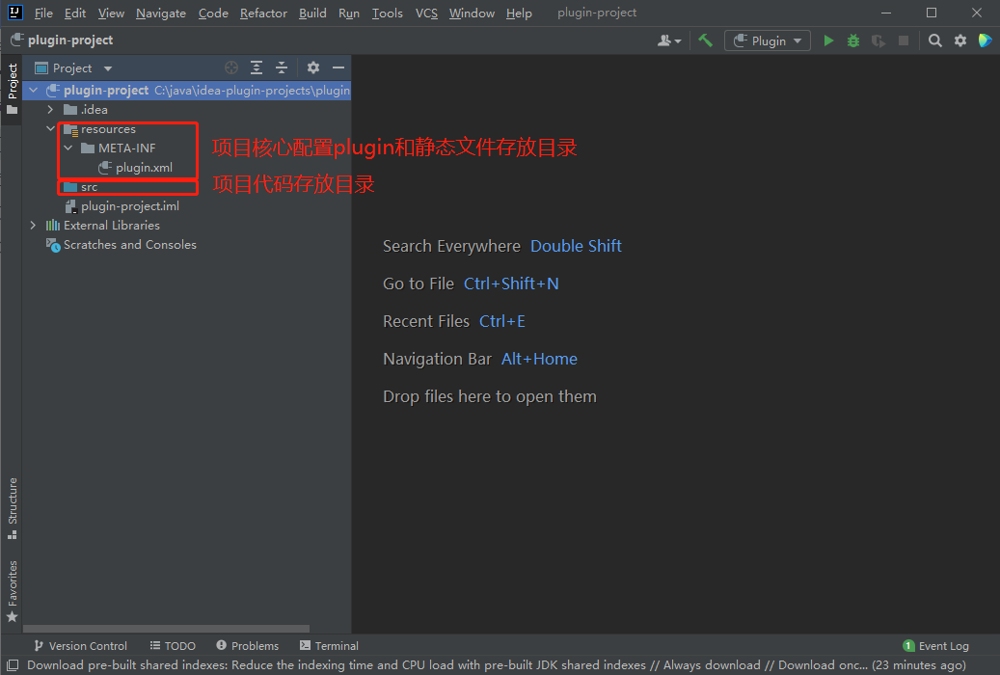 File Edit View Navigate Code Refactor Build Run Tools VCS Window Help plugin-project
plugin-project
Plugin
Project
Project
plugin-project C:\java\idea-plugin-projects\plugin
.idea
resources
META-INF
项目核心配置plugin和静态文件存放目录
plugin.xml
src
项目代码存放目录
plugin-project.iml
External Libraries
Scratches and Consoles
Search Everywhere Double Shift
Go to File Ctrl+Shift+N
Recent Files Ctrl+E
Navigation Bar Alt+Home
Drop files here to open them
Structure
Favorites
Version Control TODO Problems Terminal 1 Event Log
Download pre-built shared indexes: Reduce the indexing time and CPU load with pre-built JDK shared indexes // Always download // Download onc... (23 minutes ago)